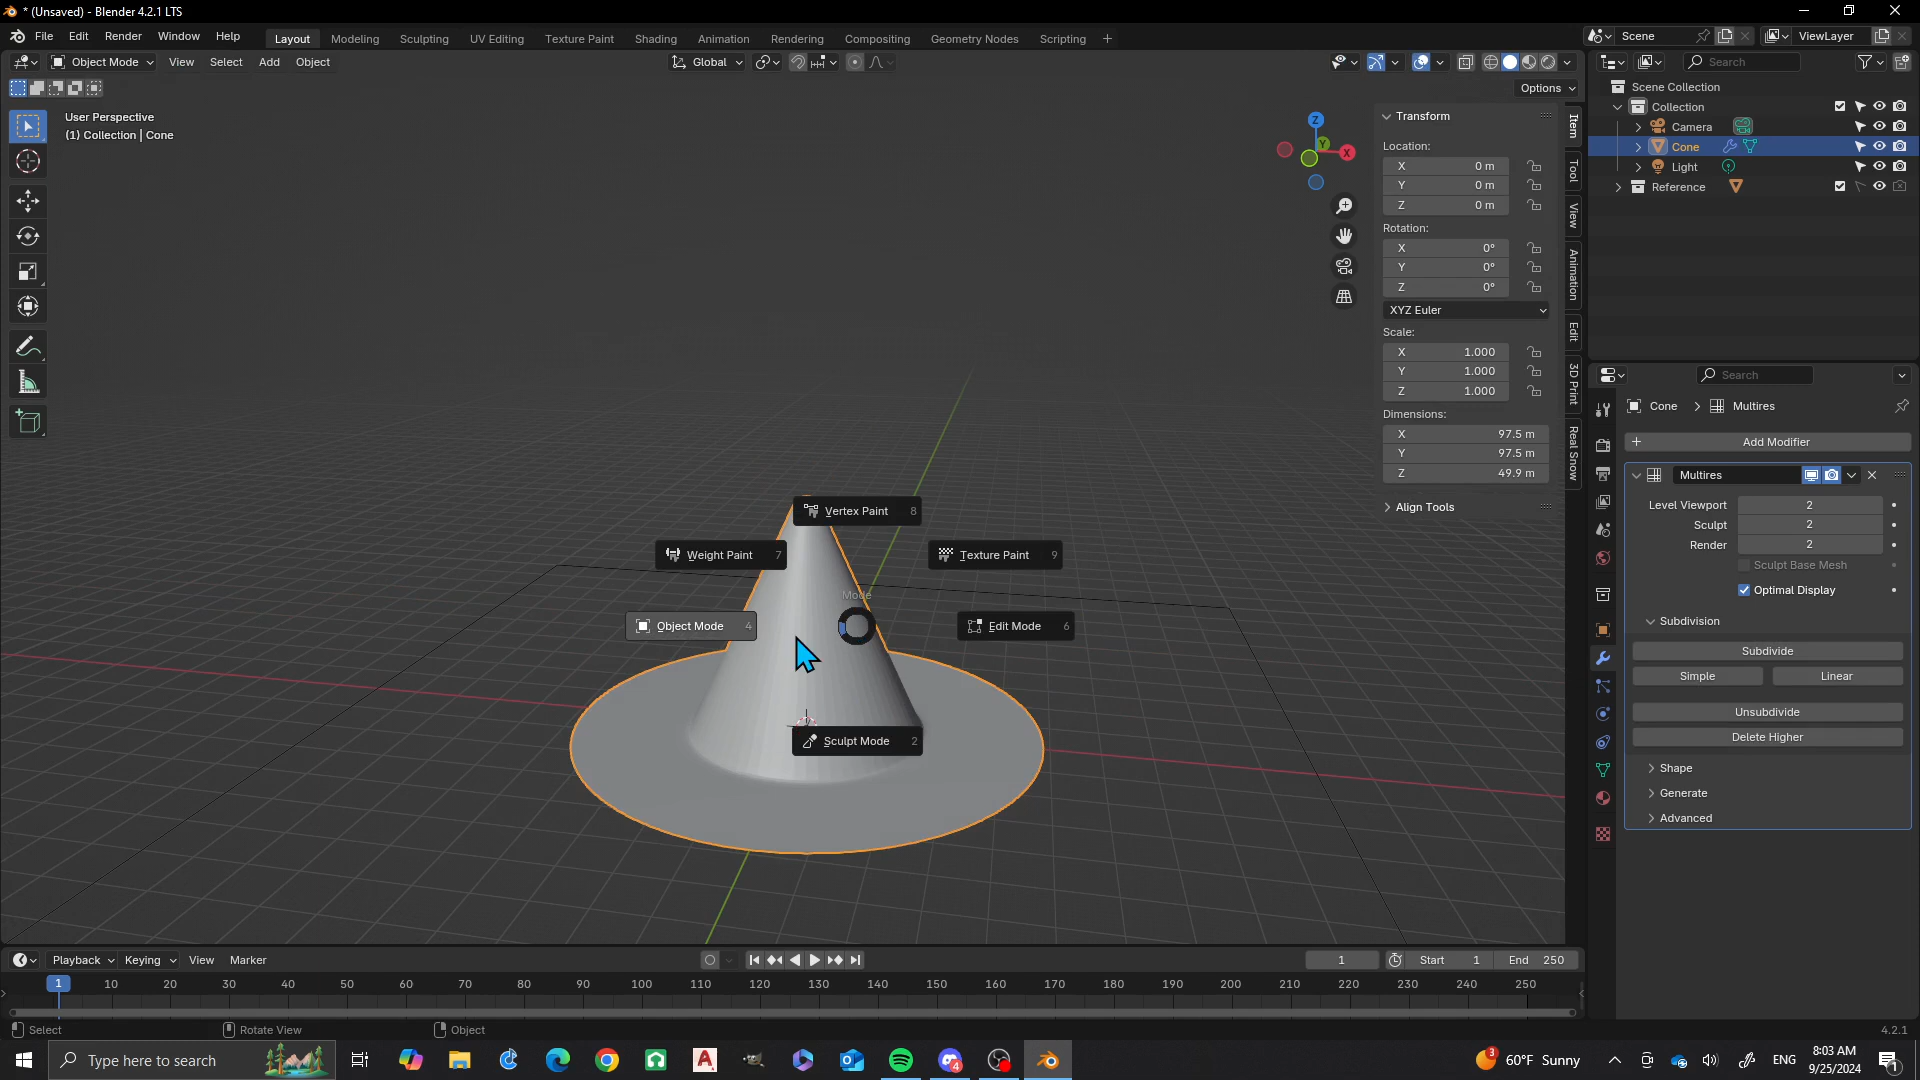 * (Unsaved) - Blender 4.2.1 LTS
File Edit Render Window Help Layout Modeling Sculpting UV Editing Texture Paint Shading Animation Rendering Compositing Geometry Nodes Scripting + Scene ViewLayer
Object Mode View Select Add Object Global Search
Options
User Perspective
(1) Collection | Cone
Z
Y
X
Transform
Location:
X 0 m
Y 0 m
Z 0 m
Rotation:
X 0°
Y 0°
Z 0°
XYZ Euler
Scale:
X 1.000
Y 1.000
Z 1.000
Dimensions:
X 97.5 m
Y 97.5 m
Z 49.9 m
Align Tools
Item
Tool
View
Animation
Edit
3D Print
Real Snow
Scene Collection
Collection
Camera
Cone
Light
Reference
Search
Cone > Multires
+ Add Modifier
Multires
Level Viewport 2
Sculpt 2
Render 2
Sculpt Base Mesh
Optimal Display
Subdivision
Subdivide
Simple Linear
Unsubdivide
Delete Higher
Shape
Generate
Advanced
Vertex Paint 8
Weight Paint 7
Texture Paint 9
Mode
Object Mode 4
Edit Mode 6
Sculpt Mode 2
Playback Keying View Marker 1 Start 1 End 250
1 10 20 30 40 50 60 70 80 90 100 110 120 130 140 150 160 170 180 190 200 210 220 230 240 250
Select Rotate View Object 4.2.1
Type here to search 4 3 60°F Sunny ENG 8:03 AM
9/25/2024 1